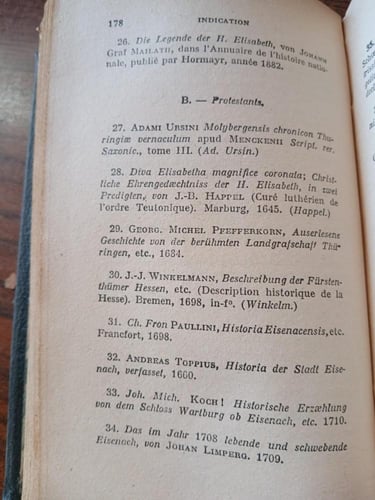 178 INDICATION
26. Die Legende der H. Elisabeth, von JOHANN
Graf MAILATH, dans l'Annuaire de l'histoire natio-
nale, publié par Hormayr, année 1882.
B. — Protestants.
27. ADAMI URSINI Molybergensis chronicon Thu-
ringiæ vernaculum apud MENCKENII Script. rer.
Saxonic., tome III. (Ad. Ursin.)
28. Diva Elisabetha magnifice coronata; Christ-
liche Ehrengedæchtniss der H. Elisabeth, in zwei
Predigten, von J.-B. HAPPEL (Curé luthérien de
l'ordre Teutonique). Marburg, 1645. (Happel.)
29. GEORG. MICHEL PFEFFERKORN, Auserlesene
Geschichte von der berühmten Landgrafschaft Thü-
ringen, etc., 1684.
30. J.-J. WINKELMANN, Beschreibung der Fürsten-
thümer Hessen, etc. (Description historique de la
Hesse). Bremen, 1698, in-fº. (Winkelm.)
31. Ch. Fron PAULLINI, Historia Eisenacensis, etc.
Francfort, 1698.
32. ANDREAS TOPPIUS, Historia der Stadt Eise-
nach, verfasset, 1660.
33. Joh. Mich. KOCH! Historische Erzæhlung
von dem Schloss Wartburg ob Eisenach, etc. 1710.
34. Das im Jahr 1708 lebende und schwebende
Eisenach, von JOHAN LIMPERG. 1709.